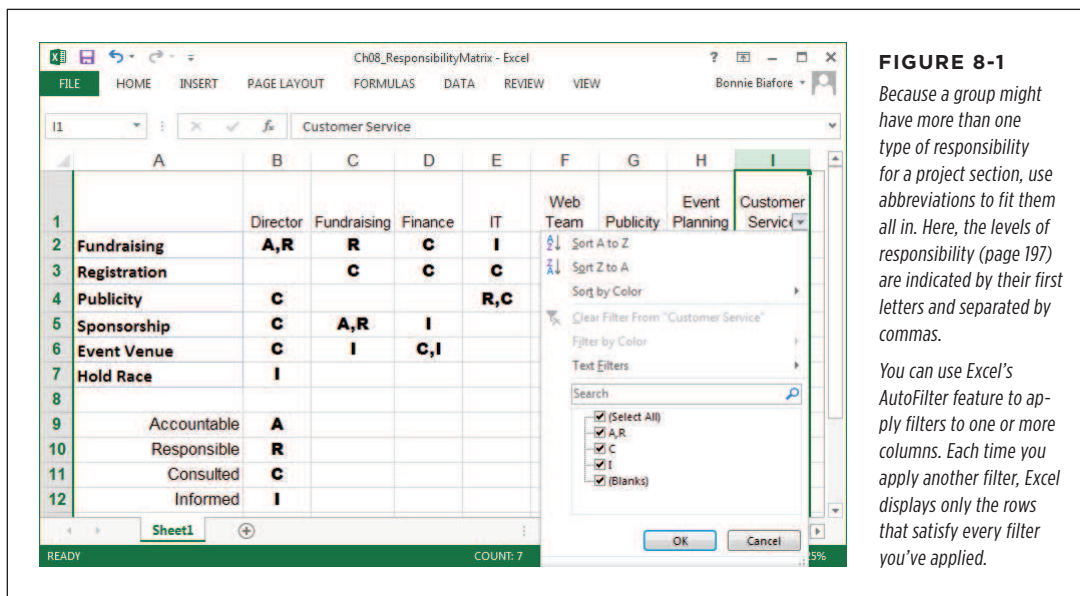 Ch08_ResponsibilityMatrix - Excel
?
FILE HOME INSERT PAGE LAYOUT FORMULAS DATA REVIEW VIEW Bonnie Biafore
I1 fx Customer Service
A B C D E F G H I
1 Director Fundraising Finance IT Web Team Publicity Event Planning Customer Service
2 Fundraising A,R R C I
3 Registration C C C
4 Publicity C R,C
5 Sponsorship C A,R I
6 Event Venue C I C,I
7 Hold Race I
8
9 Accountable A
10 Responsible R
11 Consulted C
12 Informed I
Sort A to Z
Sort Z to A
Sort by Color
Clear Filter From "Customer Service"
Filter by Color
Text Filters
Search
(Select All)
A,R
C
I
(Blanks)
OK Cancel
Sheet1
READY COUNT: 7 5%
FIGURE 8-1
Because a group might
have more than one
type of responsibility
for a project section, use
abbreviations to fit them
all in. Here, the levels of
responsibility (page 197)
are indicated by their first
letters and separated by
commas.
You can use Excel's
AutoFilter feature to ap-
ply filters to one or more
columns. Each time you
apply another filter, Excel
displays only the rows
that satisfy every filter
you've applied.